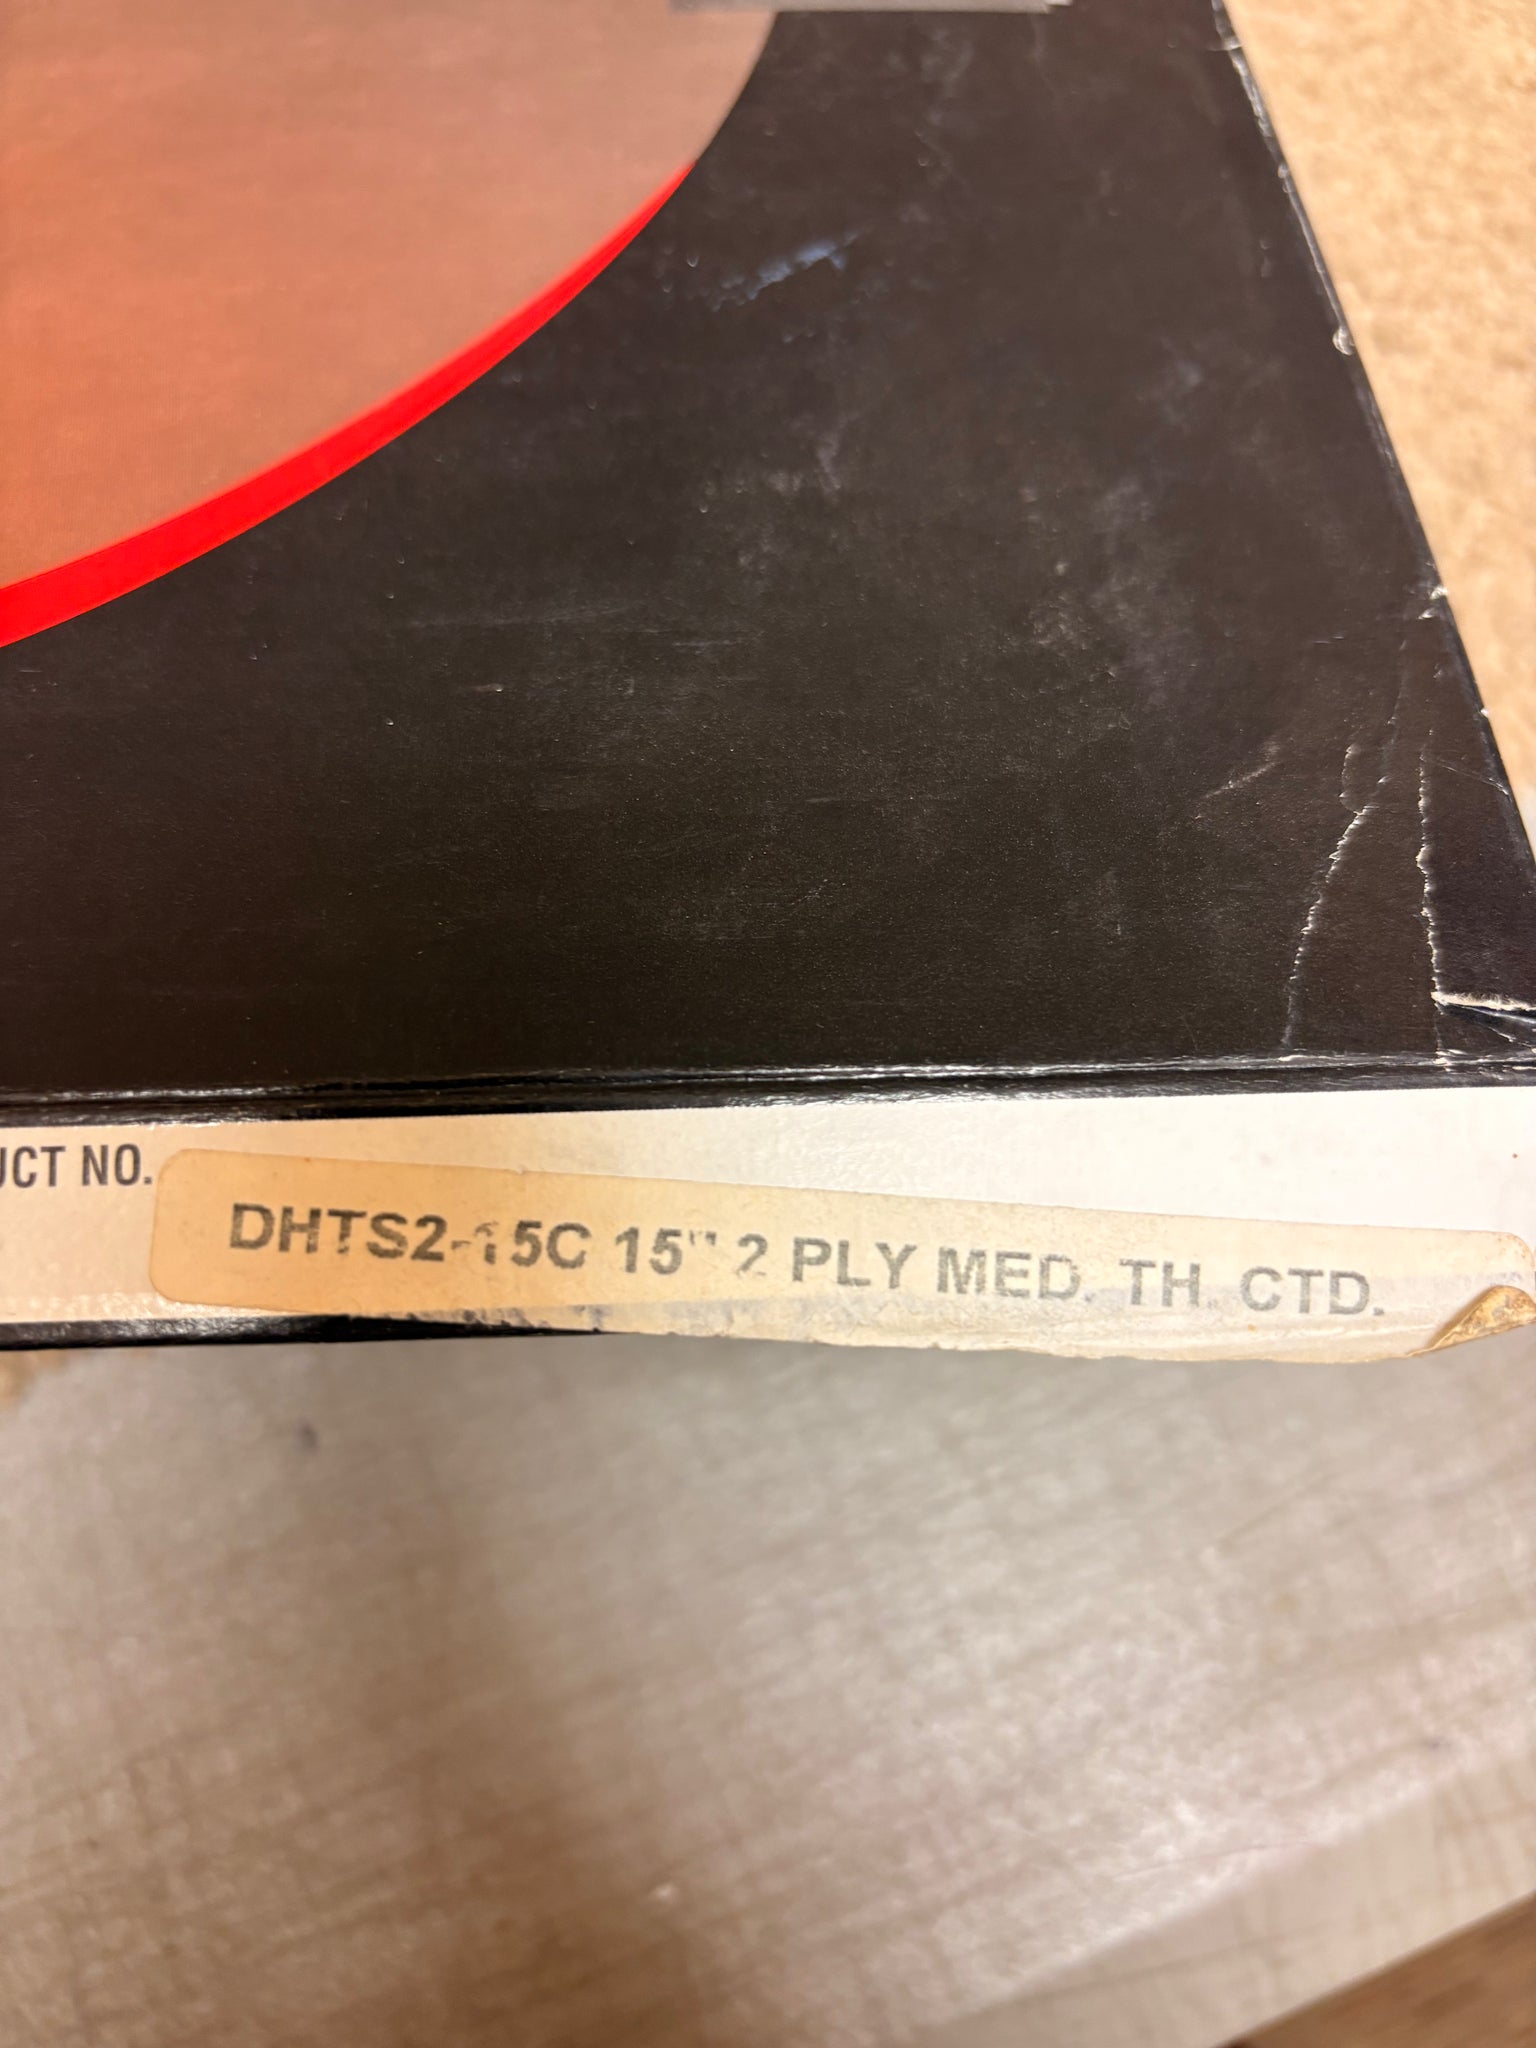 UCT NO.
DHTS2-15C 15" 2 PLY MED. TH. CTD.